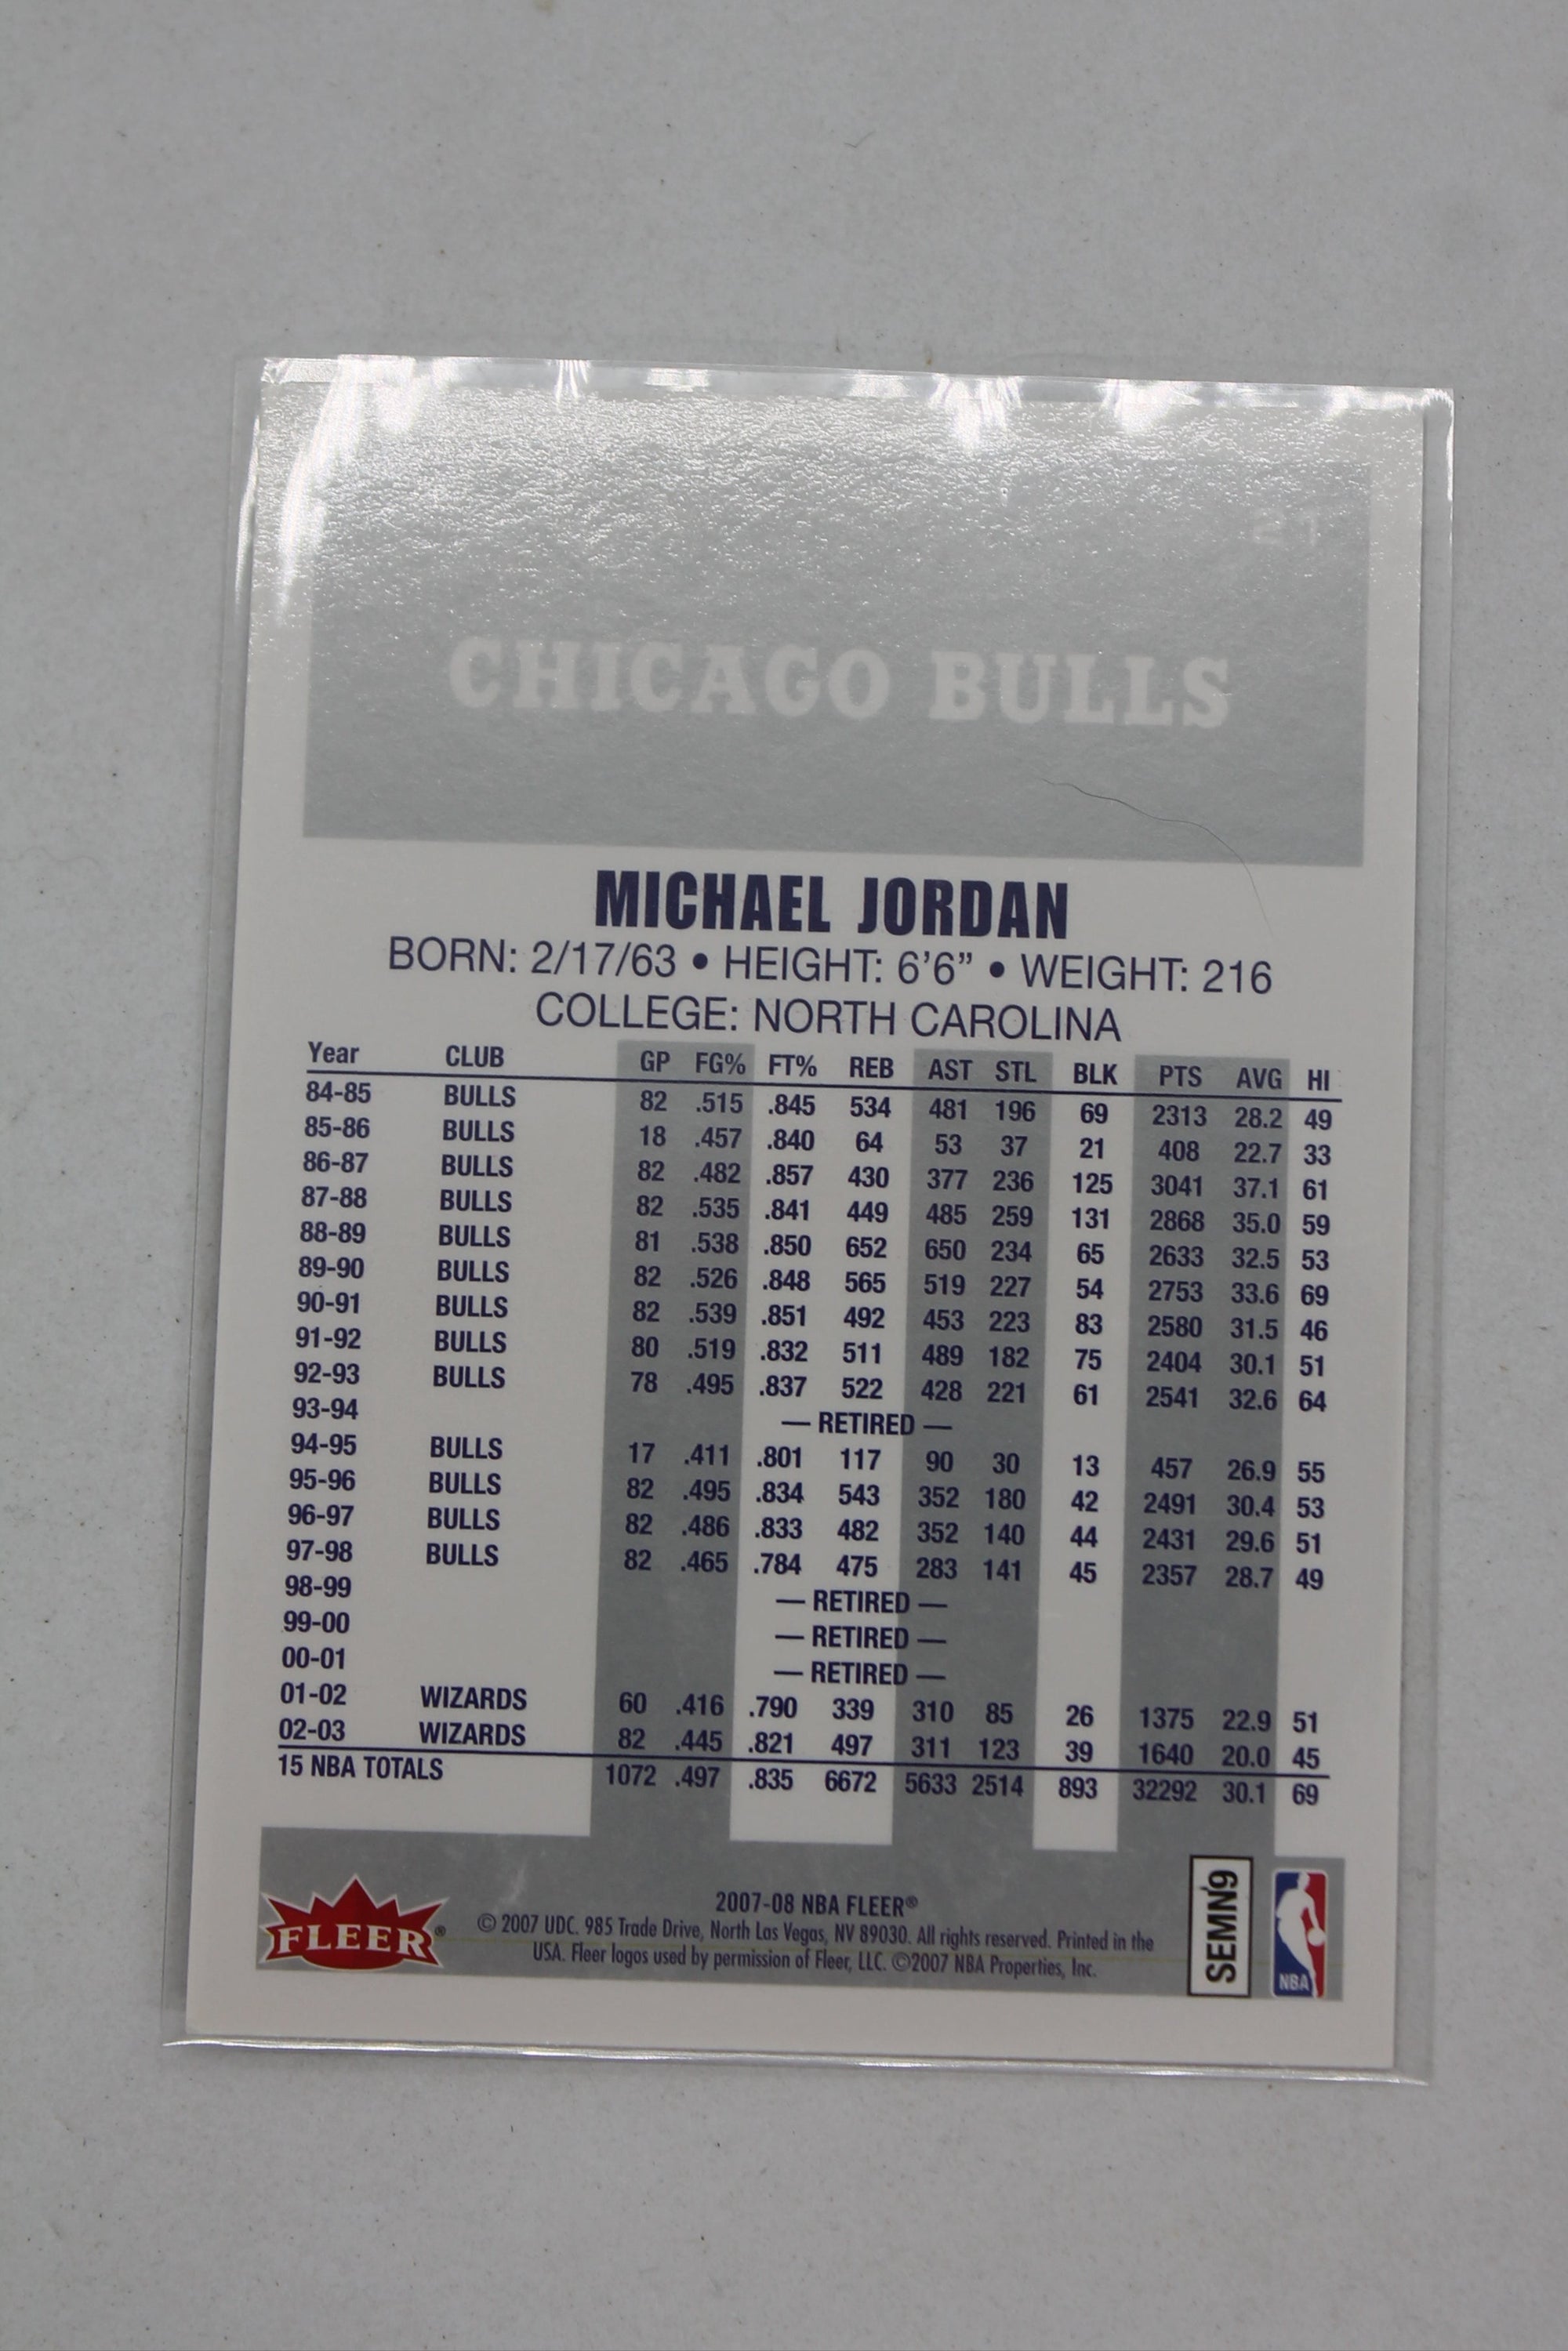 21
CHICAGO BULLS
MICHAEL JORDAN
BORN: 2/17/63 • HEIGHT: 6'6” • WEIGHT: 216
COLLEGE: NORTH CAROLINA
Year CLUB GP FG% FT% REB AST STL BLK PTS AVG HI
84-85 BULLS 82 .515 .845 534 481 196 69 2313 28.2 49
85-86 BULLS 18 .457 .840 64 53 37 21 408 22.7 33
86-87 BULLS 82 .482 .857 430 377 236 125 3041 37.1 61
87-88 BULLS 82 .535 .841 449 485 259 131 2868 35.0 59
88-89 BULLS 81 .538 .850 652 650 234 65 2633 32.5 53
89-90 BULLS 82 .526 .848 565 519 227 54 2753 33.6 69
90-91 BULLS 82 .539 .851 492 453 223 83 2580 31.5 46
91-92 BULLS 80 .519 .832 511 489 182 75 2404 30.1 51
92-93 BULLS 78 .495 .837 522 428 221 61 2541 32.6 64
93-94 — RETIRED —
94-95 BULLS 17 .411 .801 117 90 30 13 457 26.9 55
95-96 BULLS 82 .495 .834 543 352 180 42 2491 30.4 53
96-97 BULLS 82 .486 .833 482 352 140 44 2431 29.6 51
97-98 BULLS 82 .465 .784 475 283 141 45 2357 28.7 49
98-99 — RETIRED —
99-00 — RETIRED —
00-01 — RETIRED —
01-02 WIZARDS 60 .416 .790 339 310 85 26 1375 22.9 51
02-03 WIZARDS 82 .445 .821 497 311 123 39 1640 20.0 45
15 NBA TOTALS 1072 .497 .835 6672 5633 2514 893 32292 30.1 69
FLEER®
2007-08 NBA FLEER®
© 2007 UDC. 985 Trade Drive, North Las Vegas, NV 89030. All rights reserved. Printed in the
USA. Fleer logos used by permission of Fleer, LLC. ©2007 NBA Properties, Inc.
SEMN'9
NBA